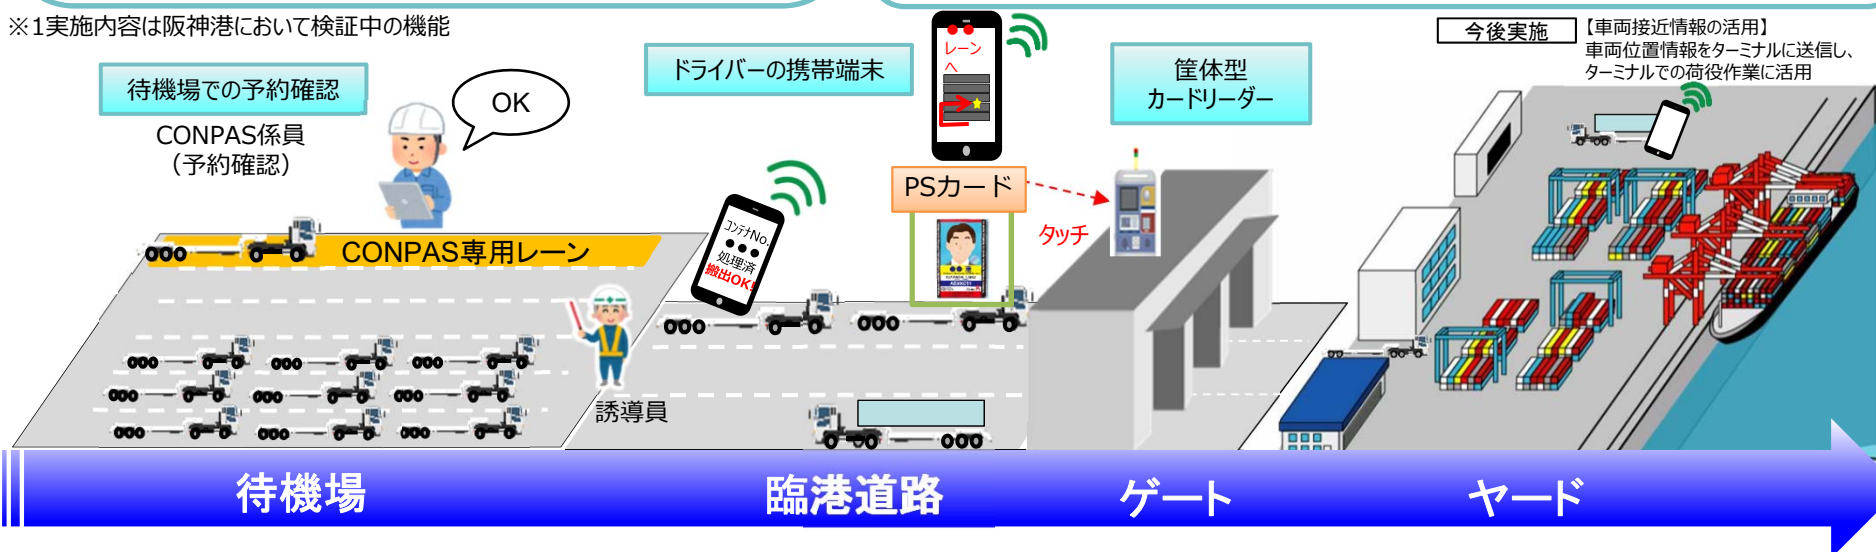 ※1実施内容は阪神港において検証中の機能
今後実施
【車両接近情報の活用】
車両位置情報をターミナルに送信し、
ターミナルでの荷役作業に活用
待機場での予約確認
CONPAS係員
（予約確認）
OK
ドライバーの携帯端末
レーン
へ
筐体型
カードリーダー
PSカード
タッチ
コンテナNo.
●●●
処理済
搬出OK!
CONPAS専用レーン
誘導員
待機場
臨港道路
ゲート
ヤード